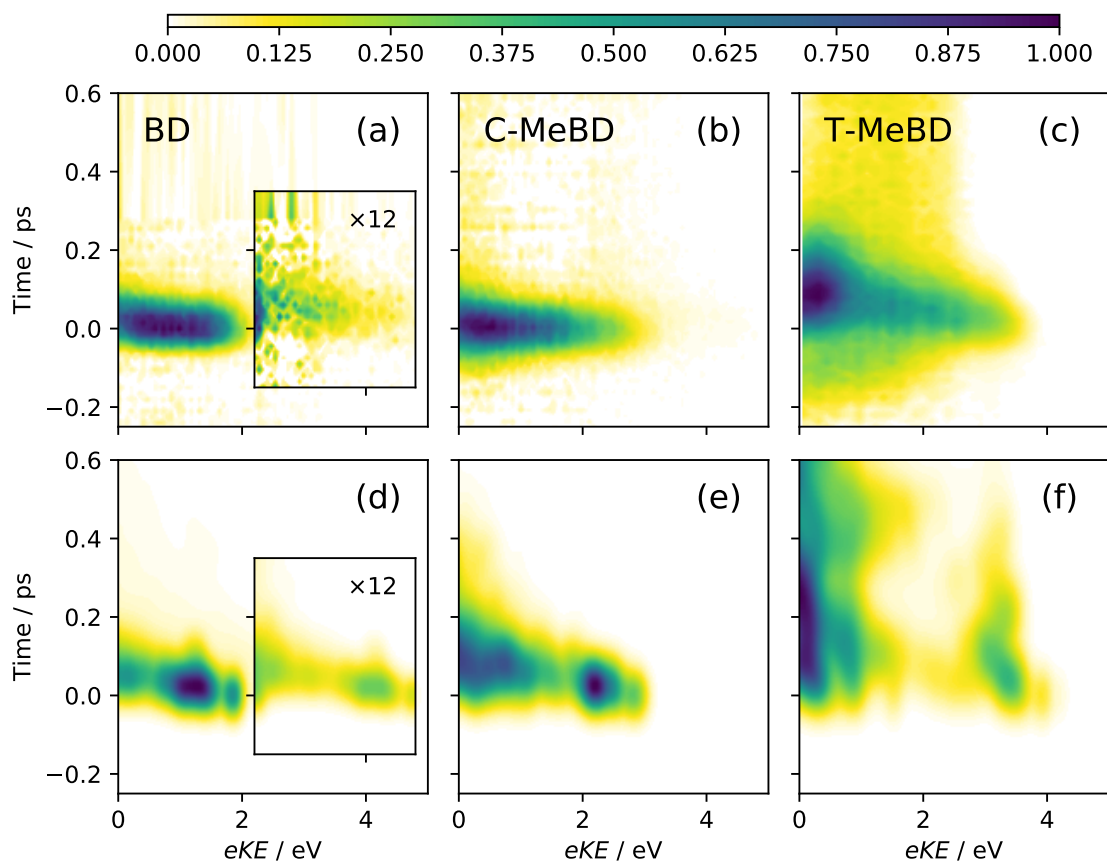 0.000 0.125 0.250 0.375 0.500 0.625 0.750 0.875 1.000
BD (a)
×12
C-MeBD (b)
T-MeBD (c)
Time / ps
0.6
0.4
0.2
0.0
−0.2
(d)
×12
(e)
(f)
Time / ps
0.6
0.4
0.2
0.0
−0.2
0 2 4
0 2 4
0 2 4
eKE / eV
eKE / eV
eKE / eV